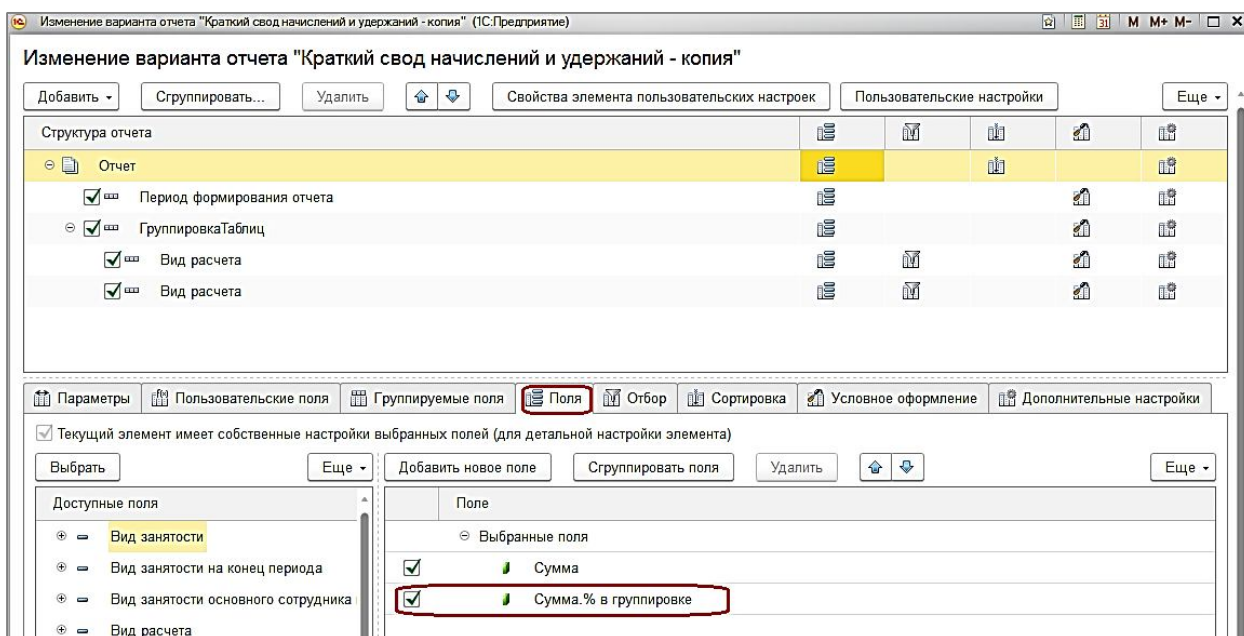 Изменение варианта отчета "Краткий свод начислений и удержаний - копия" (1С:Предприятие) 31 M M+ M-
Изменение варианта отчета "Краткий свод начислений и удержаний - копия"
Добавить Сгруппировать... Удалить Свойства элемента пользовательских настроек Пользовательские настройки Еще
Структура отчета
Отчет
Период формирования отчета
ГруппировкаТаблиц
Вид расчета
Вид расчета
Параметры Пользовательские поля Группируемые поля Поля Отбор Сортировка Условное оформление Дополнительные настройки
Текущий элемент имеет собственные настройки выбранных полей (для детальной настройки элемента)
Выбрать Еще Добавить новое поле Сгруппировать поля Удалить Еще
Доступные поля Поле
Вид занятости Выбранные поля
Вид занятости на конец периода Сумма
Вид занятости основного сотрудника Сумма.% в группировке
Вид расчета